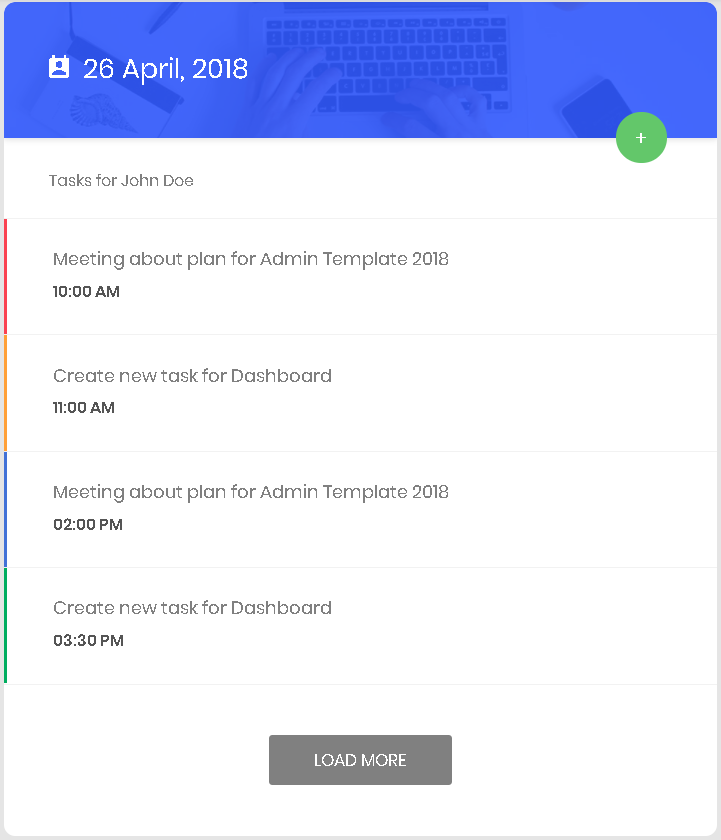 26 April, 2018
+
Tasks for John Doe
Meeting about plan for Admin Template 2018
10:00 AM
Create new task for Dashboard
11:00 AM
Meeting about plan for Admin Template 2018
02:00 PM
Create new task for Dashboard
03:30 PM
LOAD MORE